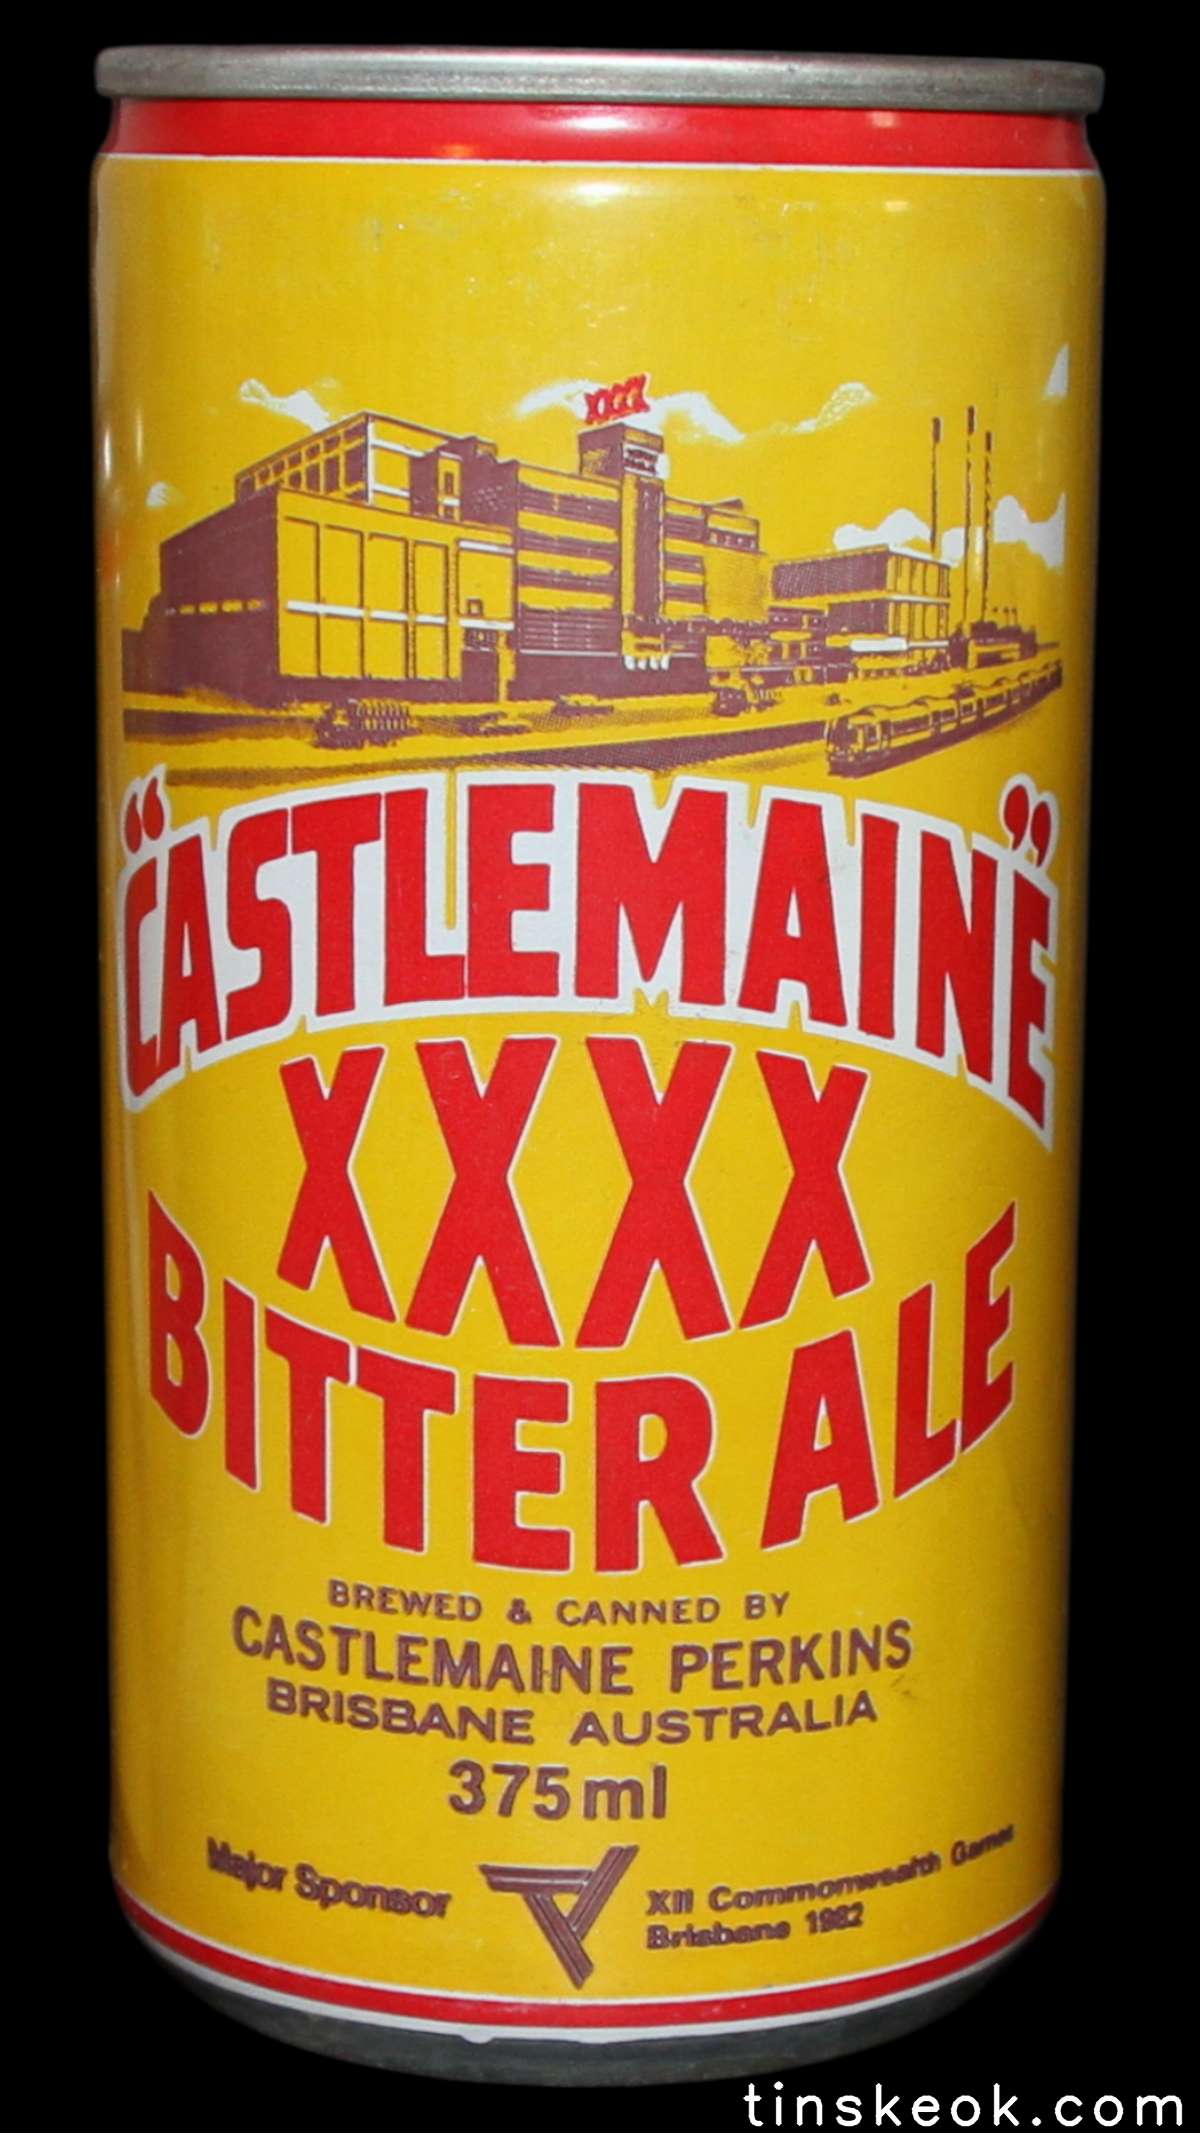 XXXX
"CASTLEMAINE"
XXXX
BITTER ALE
BREWED & CANNED BY
CASTLEMAINE PERKINS
BRISBANE AUSTRALIA
375ml
Major Sponsor
XII Commonwealth Games
Brisbane 1982
tinskeok.com